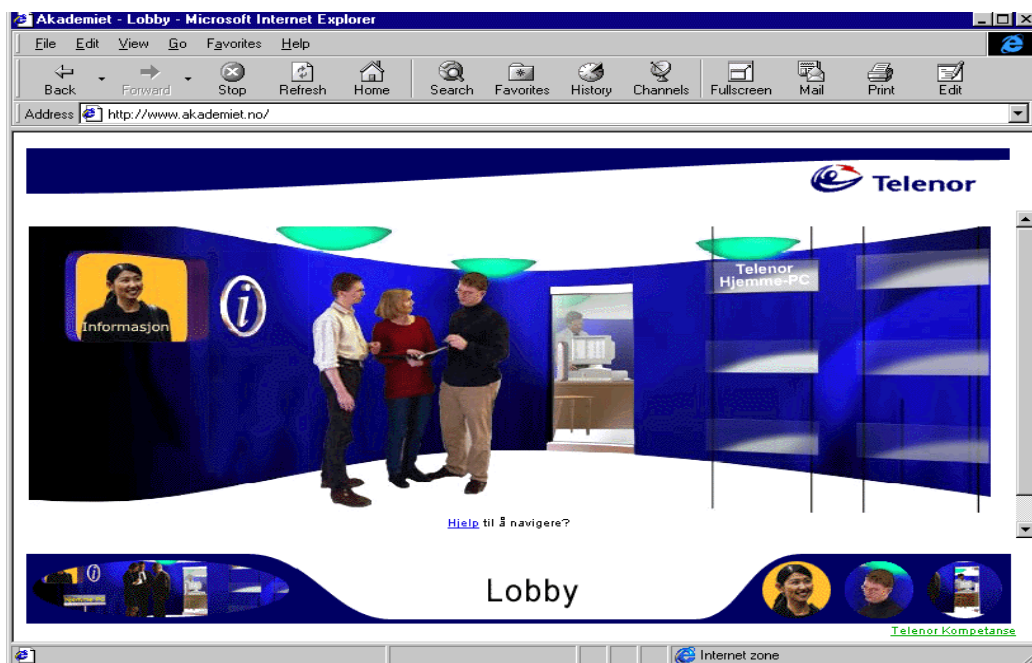 Akademiet - Lobby - Microsoft Internet Explorer
File Edit View Go Favorites Help
Back Forward Stop Refresh Home Search Favorites History Channels Fullscreen Mail Print Edit
Address http://www.akademiet.no/
Telenor
Informasjon
i
Telenor
Hjemme-PC
Hjelp til å navigere?
i
Lobby
Telenor Kompetanse
Internet zone